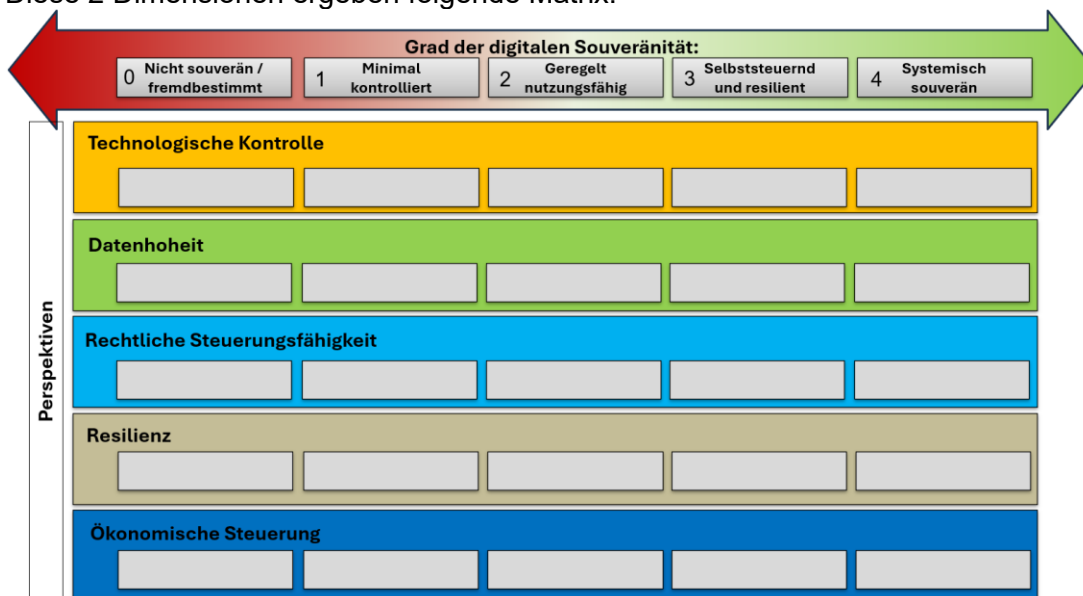 Diese 2 Dimensionen ergeben folgende Matrix:
Grad der digitalen Souveränität:
0 Nicht souverän /
fremdbestimmt
1 Minimal
kontrolliert
2 Geregelt
nutzungsfähig
3 Selbststeuernd
und resilient
4 Systemisch
souverän
Perspektiven
Technologische Kontrolle
Datenhoheit
Rechtliche Steuerungsfähigkeit
Resilienz
Ökonomische Steuerung